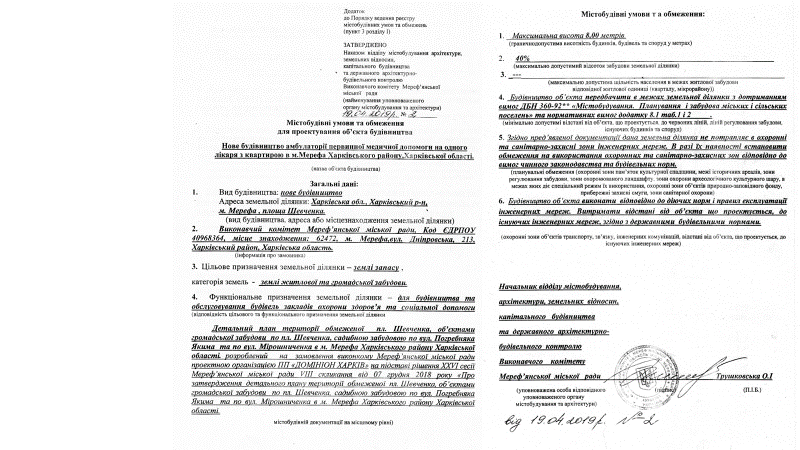 Додаток
до Порядку ведення реєстру
містобудівних умов та обмежень
(пункт 3 розділу I)
ЗАТВЕРДЖЕНО
Наказом відділу містобудування архітектури,
земельних відносин,
капітального будівництва
та державного архітектурно-
будівельного контролю
Виконавчого комітету Мереф'янської
міської ради
(найменування уповноваженого
органу містобудування та архітектури)
19.04.2019р. № 2
Містобудівні умови та обмеження
для проектування об'єкта будівництва
Нове будівництво амбулаторії первинної медичної допомоги на одного
лікаря з квартирою в м.Мерефа Харківського району,Харківської області.
(назва об'єкта будівництва)
Загальні дані:
1. Вид будівництва: нове будівництво
Адреса земельної ділянки: Харківська обл., Харківський р-н,
м. Мерефа , площа Шевченка.
(вид будівництва, адреса або місцезнаходження земельної ділянки)
2. Виконавчий комітет Мереф'янської міської ради, Код ЄДРПОУ
40968364, місце знаходження: 62472, м. Мерефа,вул. Дніпровська, 213,
Харківський район, Харківська область.
(інформація про замовника)
3. Цільове призначення земельної ділянки – землі запасу ,
категорія земель - землі житлової та громадської забудови.
4. Функціональне призначення земельної ділянки – для будівництва та
обслуговування будівель закладів охорони здоров'я та соціальної допомоги
(відповідність цільового та функціонального призначення земельної ділянки
Детальний план території обмеженої пл. Шевченка, об'єктами
громадської забудови по пл. Шевченка, садибною забудовою по вул. Погребняка
Якима та по вул. Мірошниченка в м. Мерефа Харківського району Харківської
області розроблений на замовлення виконкому Мереф'янської міської ради
проектною організацією ПП «ДОМІНІОН ХАРКІВ» на підставі рішення XXVI сесії
Мереф'янської міської ради VIII скликання від 07 грудня 2018 року «Про
затвердження детального плану території обмеженої пл. Шевченка, об'єктами
громадської забудови по пл. Шевченка, садибною забудовою по вул. Погребняка
Якима та по вул. Мірошниченка в м. Мерефа Харківського району Харківської
області.
містобудівній документації на місцевому рівні)
Містобудівні умови т а обмеження:
1. Максимальна висота 8,00 метрів
(граничнодопустима висотність будинків, будівель та споруд у метрах)
2. 40%
(максимально допустимий відсоток забудови земельної ділянки)
3. ---
(максимально допустима щільність населення в межах житлової забудови
відповідної житлової одиниці (кварталу, мікрорайону))
4. Будівництво об'єкта передбачити в межах земельної ділянки з дотриманням
вимог ДБН 360-92** «Містобудування. Планування і забудова міських і сільських
поселень» та нормативних вимог додатку 8.1 таб.1 і 2
(мінімально допустимі відстані від об'єкта, що проектується, до червоних ліній, ліній регулювання забудови,
існуючих будинків та споруд)
5. Згідно пред'явленої документації дана земельна ділянка не потрапляє в охоронні
та санітарно-захисні зони інженерних мереж. В разі їх наявності встановити
обмеження на використання охоронних та санітарно-захисних зон відповідно до
вимог чинного законодавства та будівельних норм.
(планувальні обмеження (охоронні зони пам'яток культурної спадщини, межі історичних ареалів, зони
регулювання забудови, зони охоронюваного ландшафту, зони охорони археологічного культурного шару, в
межах яких діє спеціальний режим їх використання, охоронні зони об'єктів природно-заповідного фонду,
прибережні захисні смуги, зони санітарної охорони)
6. Будівництво об'єкта виконати відповідно до діючих норм і правил експлуатації
інженерних мереж. Витримати відстані від об'єкта що проектується, до
існуючих інженерних мереж, згідно з державними будівельними нормами.
(охоронні зони об'єктів транспорту, зв'язку, інженерних комунікацій, відстані від об'єкта, що проектується, до
існуючих інженерних мереж)
Начальник відділу містобудування,
архітектури, земельних відносин,
капітального будівництва
та державного архітектурно-
будівельного контролю
Виконавчого комітету
Мереф'янської міської ради Трушковська О.І
(уповноважена особа відповідного (підпис) (П.І.Б.)
уповноваженого органу
містобудування та архітектури)
від 19.04.2019р. №2